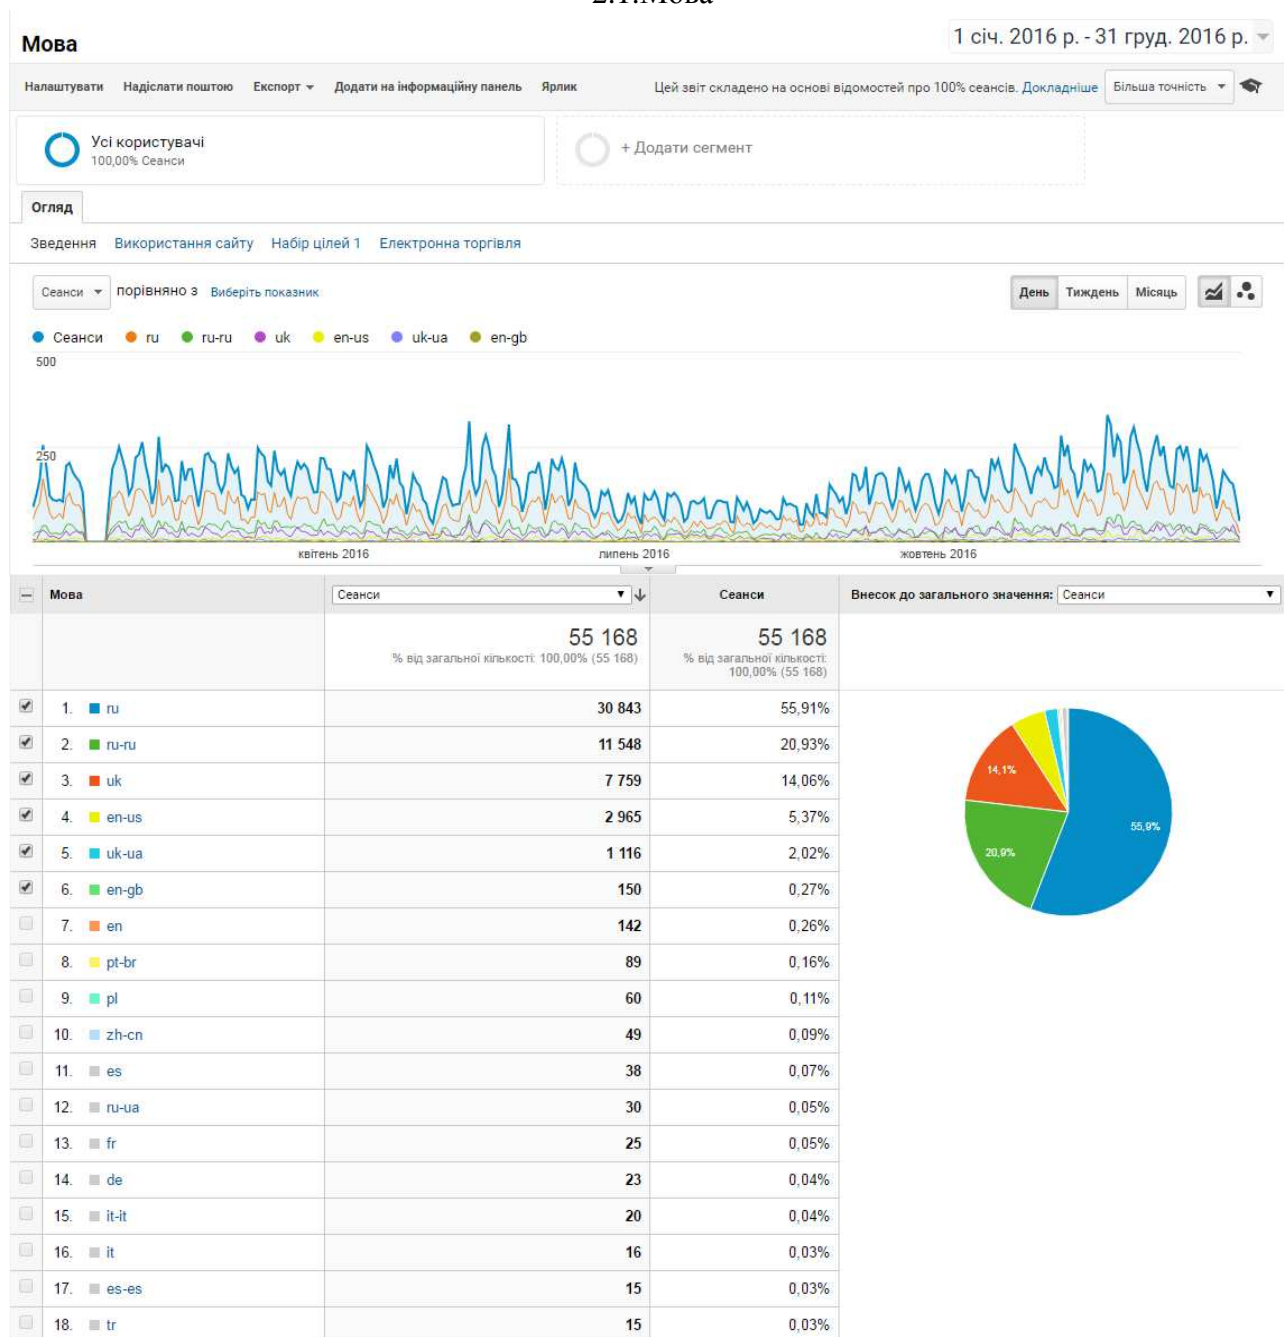 2.1.Мова
Мова
1 січ. 2016 р. - 31 груд. 2016 р.
Налаштувати Надіслати поштою Експорт Додати на інформаційну панель Ярлик Цей звіт складено на основі відомостей про 100% сеансів. Докладніше Більша точність
Усі користувачі
100,00% Сеанси
+ Додати сегмент
Огляд
Зведення Використання сайту Набір цілей 1 Електронна торгівля
Сеанси порівняно з Виберіть показник День Тиждень Місяць
Сеанси ru ru-ru uk en-us uk-ua en-gb
500
250
квітень 2016 липень 2016 жовтень 2016
Мова Сеанси Сеанси Внесок до загального значення: Сеанси
55 168 55 168
% від загальної кількості: 100,00% (55 168) % від загальної кількості:
100,00% (55 168)
1. ru 30 843 55,91%
2. ru-ru 11 548 20,93%
3. uk 7 759 14,06%
4. en-us 2 965 5,37%
5. uk-ua 1 116 2,02%
6. en-gb 150 0,27%
7. en 142 0,26%
8. pt-br 89 0,16%
9. pl 60 0,11%
10. zh-cn 49 0,09%
11. es 38 0,07%
12. ru-ua 30 0,05%
13. fr 25 0,05%
14. de 23 0,04%
15. it-it 20 0,04%
16. it 16 0,03%
17. es-es 15 0,03%
18. tr 15 0,03%
14,1%
55,9%
20,9%